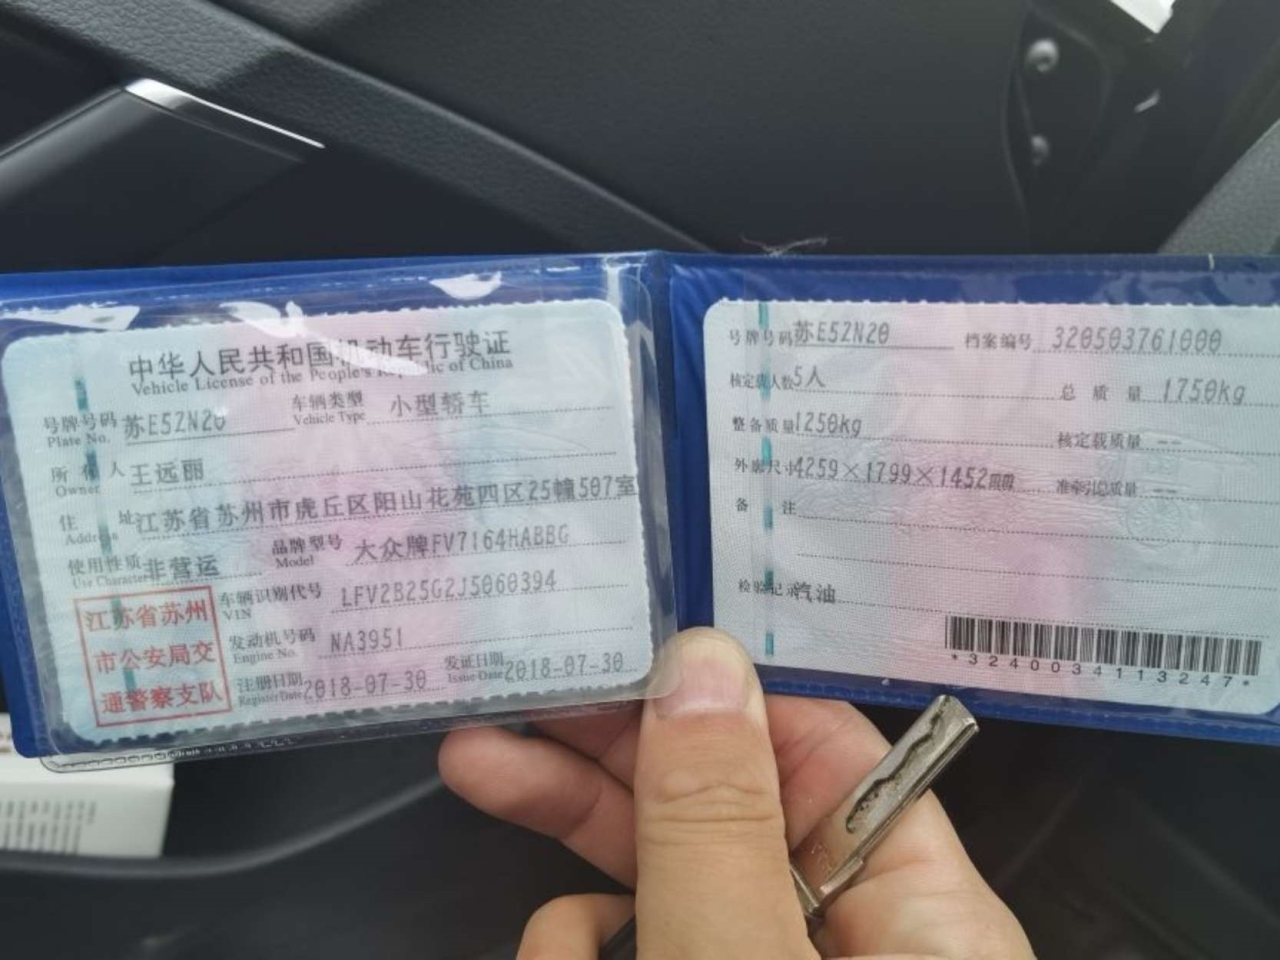 中华人民共和国机动车行驶证
Vehicle License of the People's Republic of China
号牌号码 苏E5ZN20 车辆类型 小型轿车
Plate No. Vehicle Type
所有人 王远丽
Owner
住址 江苏省苏州市虎丘区阳山花苑四区25幢507室
Address
使用性质 非营运 品牌型号 大众牌FV7164HABBG
Use Character Model
江苏省苏州
市公安局交
通警察支队
车辆识别代号 LFV2B25G2J5060394
VIN
发动机号码 NA3951
Engine No.
注册日期 2018-07-30 发证日期 2018-07-30
Register Date Issue Date
号牌号码 苏E5ZN20 档案编号 320503761000
核定载人数 5人 总质量 1750kg
整备质量 1250kg 核定载质量 --
外廓尺寸 4259×1799×1452mm 准牵引总质量 --
备注
检验记录 汽油
*3240034113247*